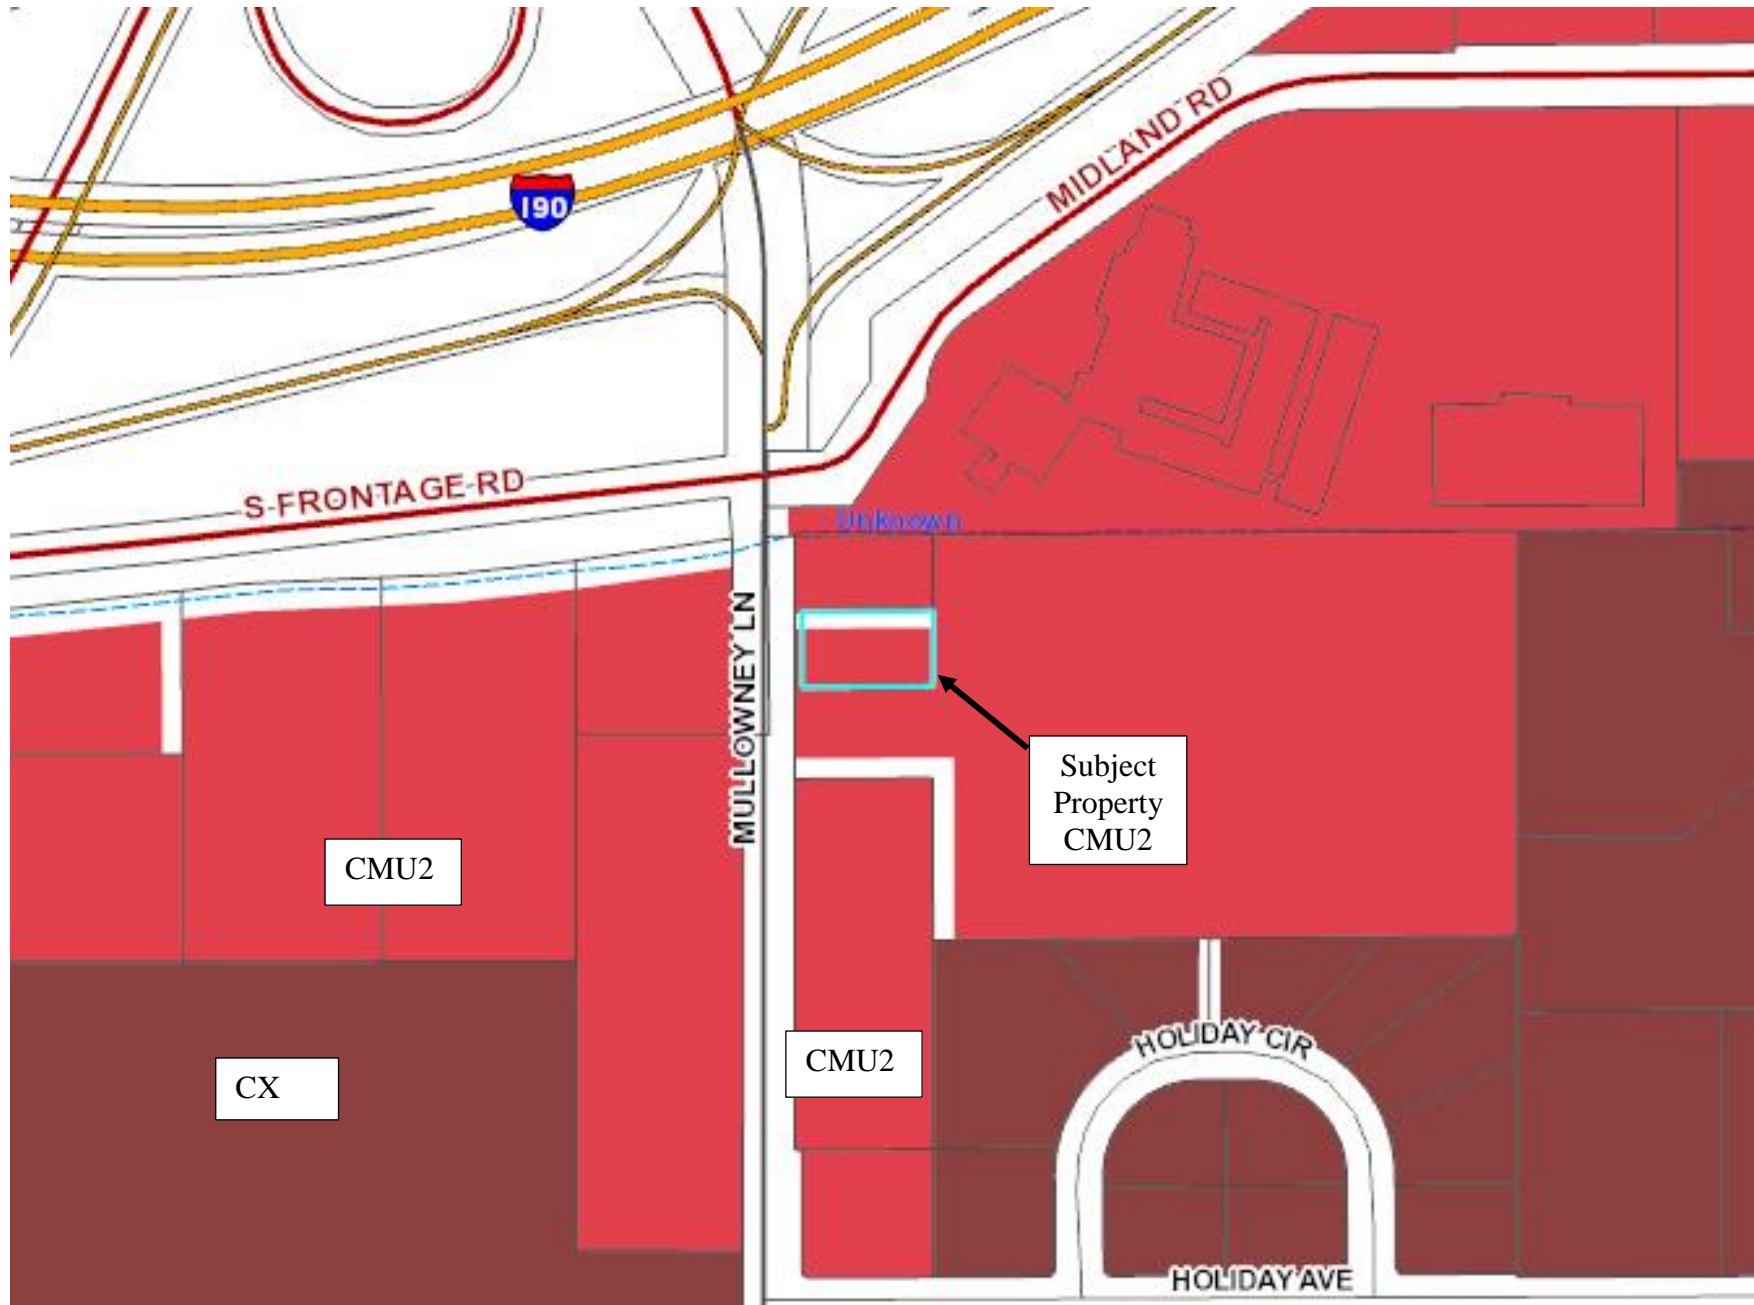 MIDLAND RD
190
S FRONTAGE RD
Unknown
MULLOWNEY LN
Subject
Property
CMU2
CMU2
HOLIDAY CIR
CMU2
CX
HOLIDAY AVE